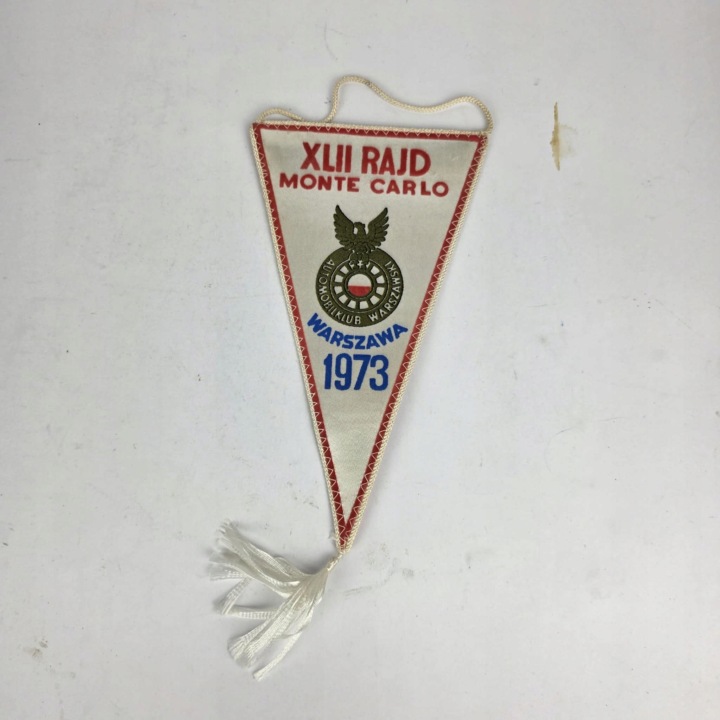 XLII RAJD
MONTE CARLO
AUTOMOBILKLUB WARSZAWSKI
WARSZAWA
1973